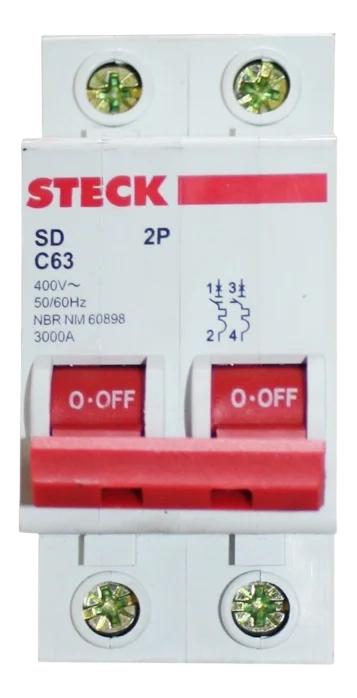 STECK
SD 2P
C63
400V~
50/60Hz
NBR NM 60898
3000A
1 3
2 4
O·OFF O·OFF